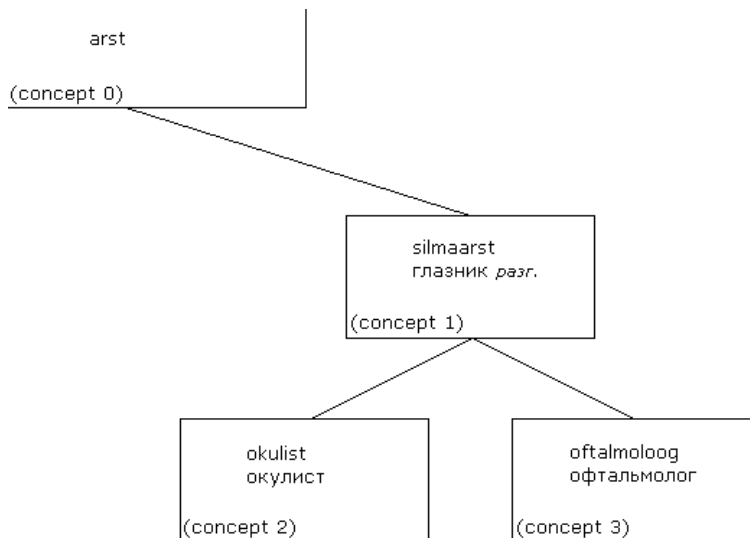 arst
(concept 0)
silmaarst
глазник разг.
(concept 1)
okulist
окулист
(concept 2)
oftalmoloog
офтальмолог
(concept 3)